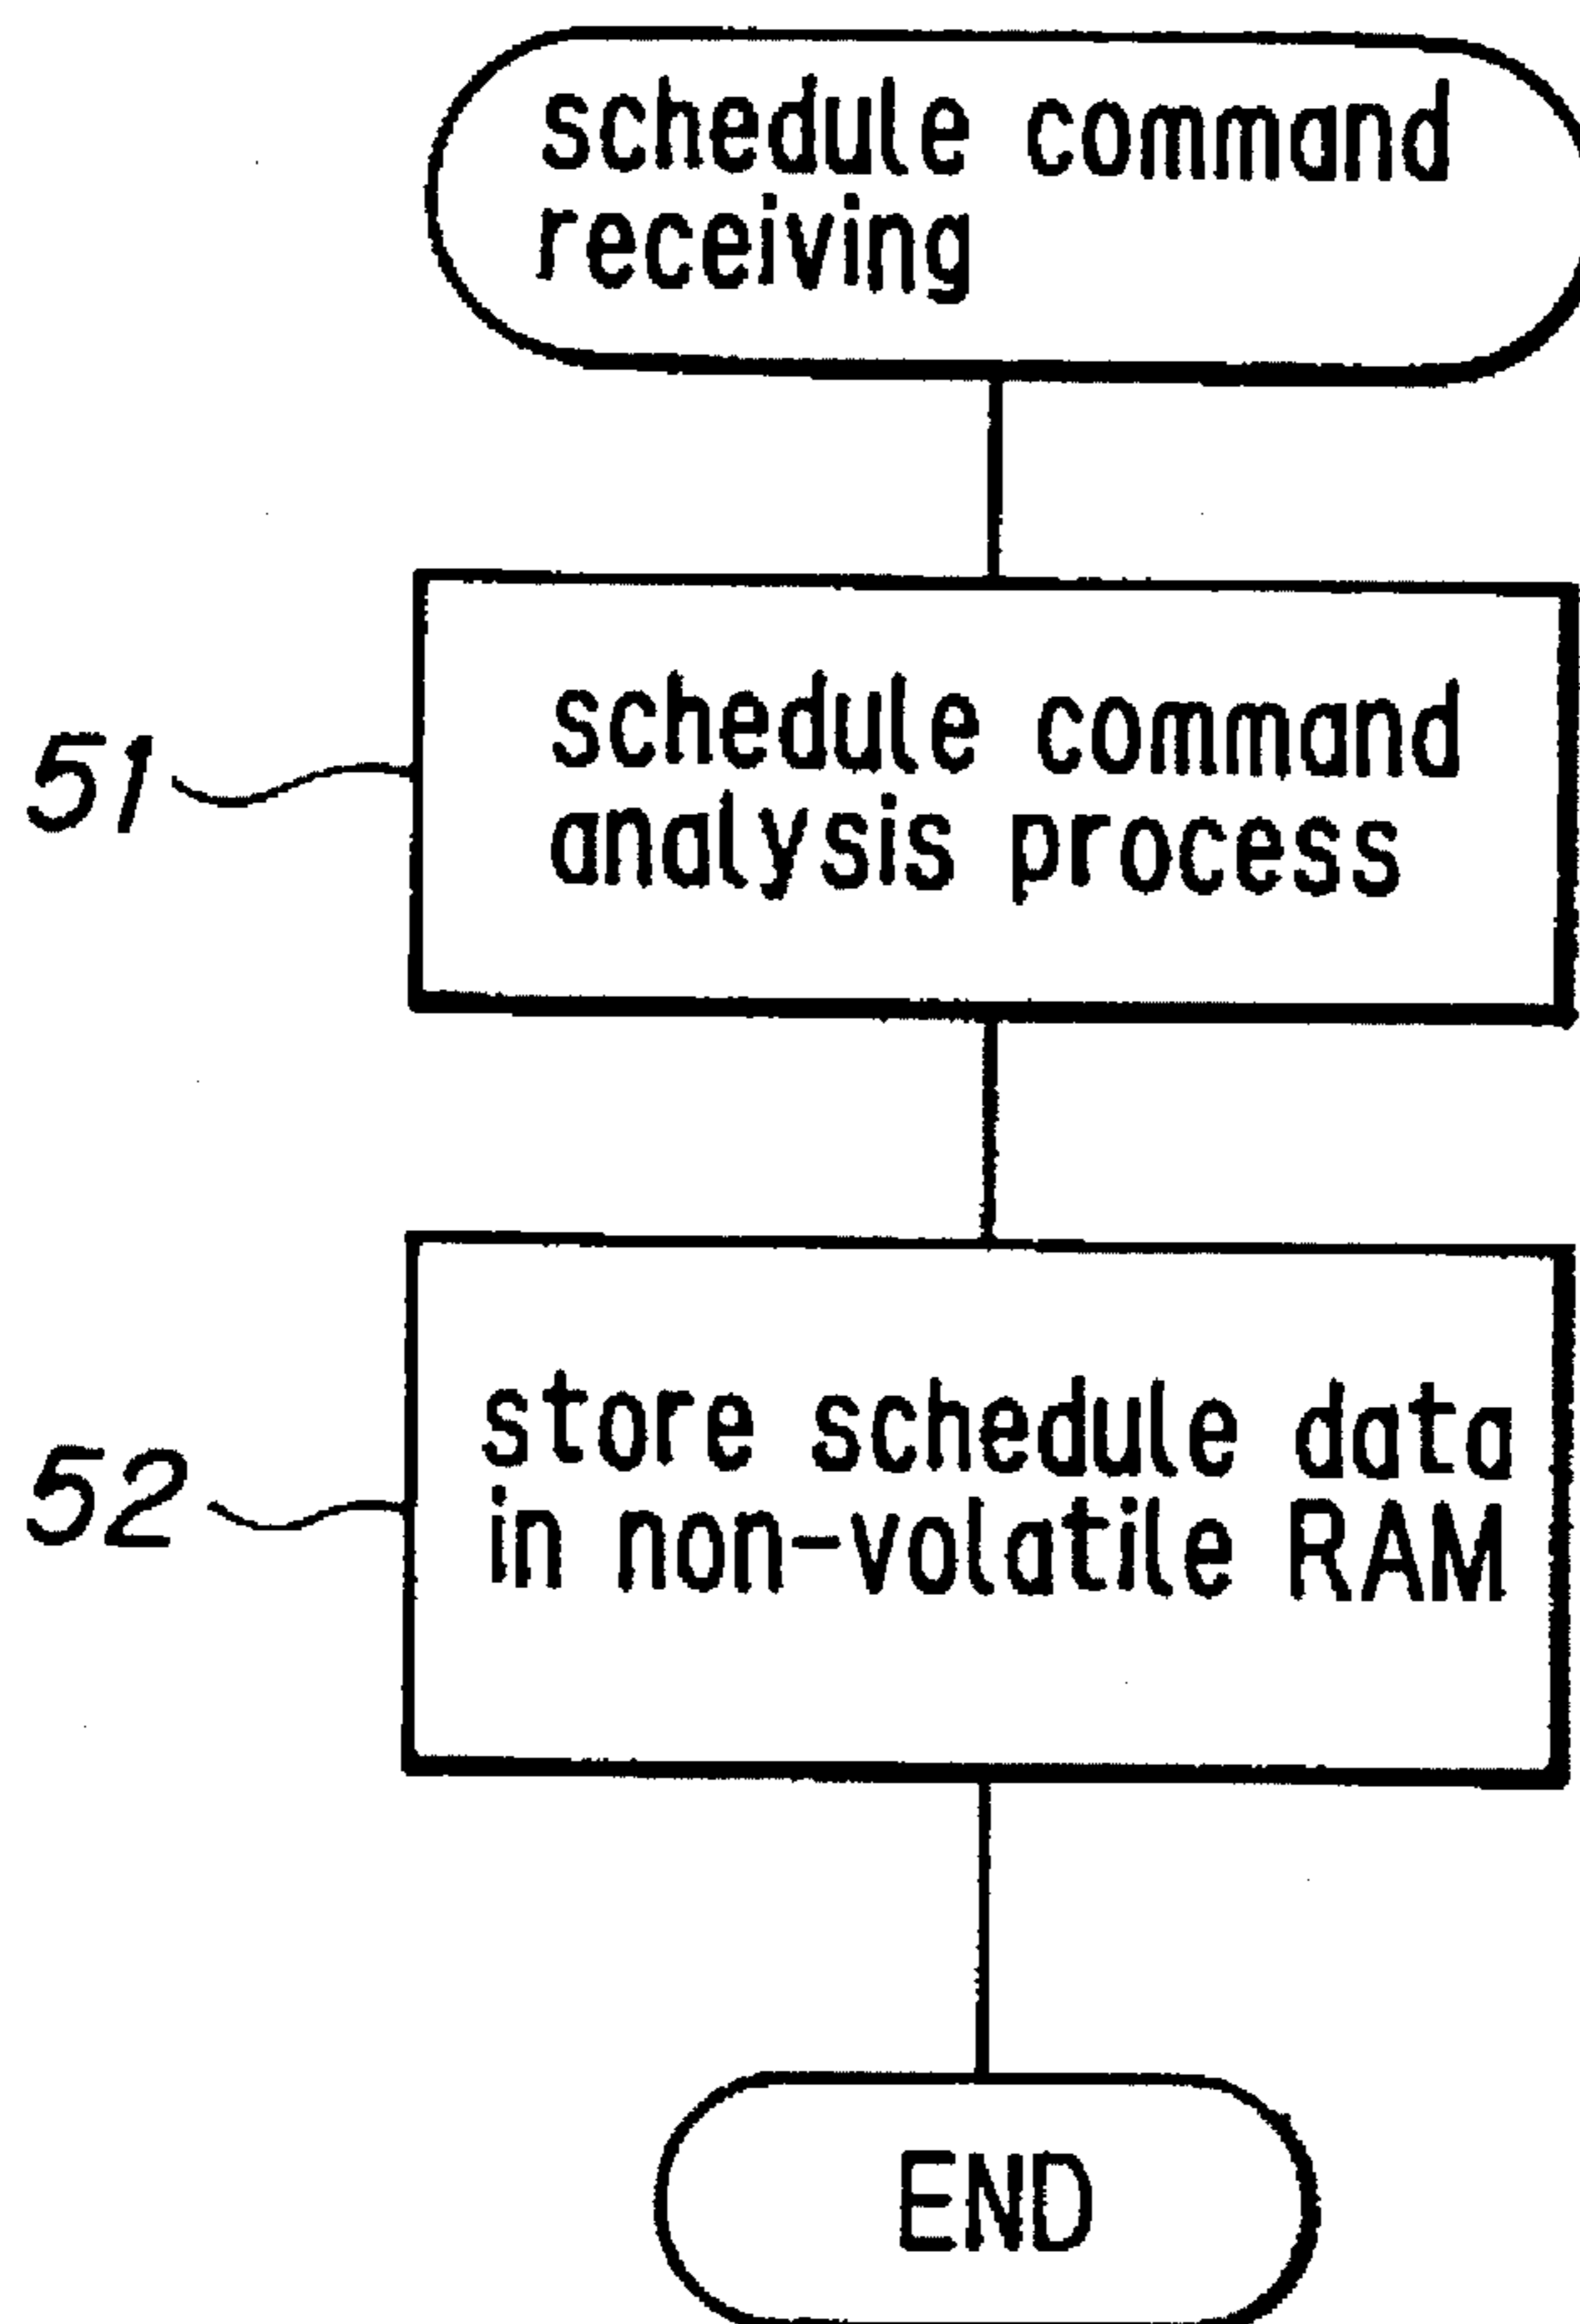 schedule command
receiving
51
schedule command
analysis process
52
store schedule data
in non-volatile RAM
END